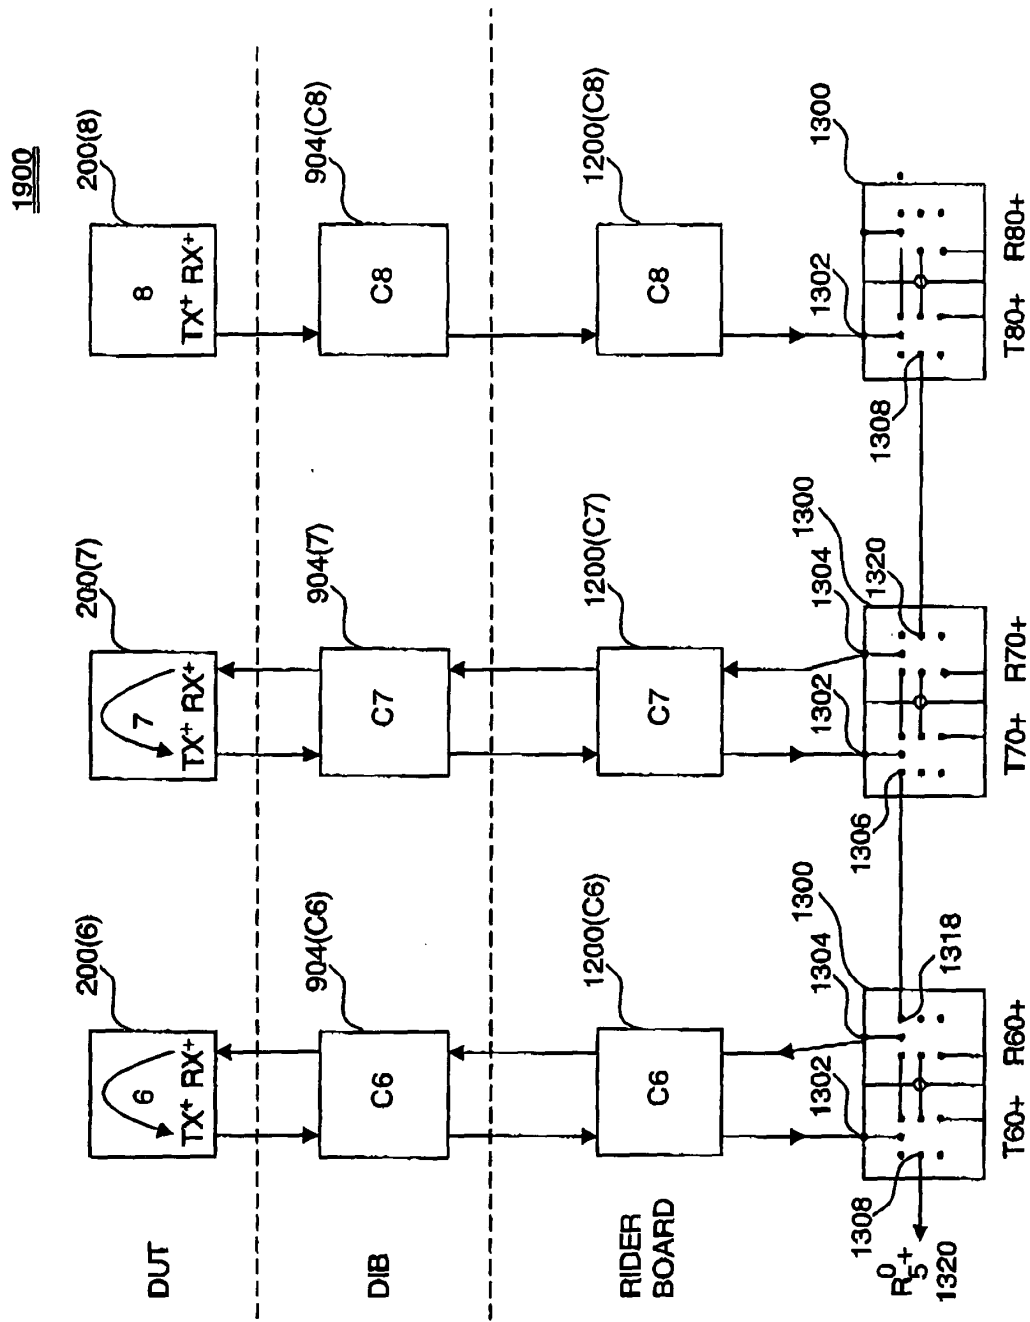 1900
200(6)
200(7)
200(8)
DUT
6
7
8
TX+ RX+
TX+ RX+
TX+ RX+
904(C6)
904(7)
904(C8)
DIB
C6
C7
C8
1200(C6)
1200(C7)
1200(C8)
RIDER
BOARD
C6
C7
C8
1302
1304
1300
1302
1304
1300
1302
1300
1308
1306
1320
1308
R0 5+
1320
1318
T60+ R60+
T70+ R70+
T80+ R80+